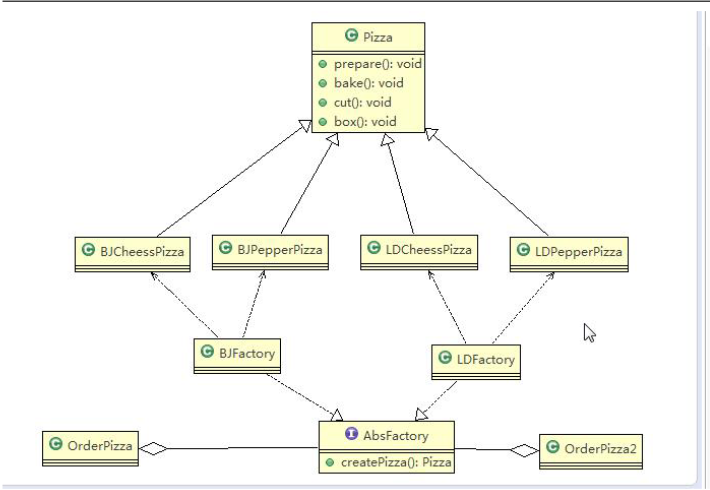 Pizza
prepare(): void
bake(): void
cut(): void
box(): void
BJCheessPizza
BJPepperPizza
LDCheessPizza
LDPepperPizza
BJFactory
LDFactory
OrderPizza
AbsFactory
createPizza(): Pizza
OrderPizza2